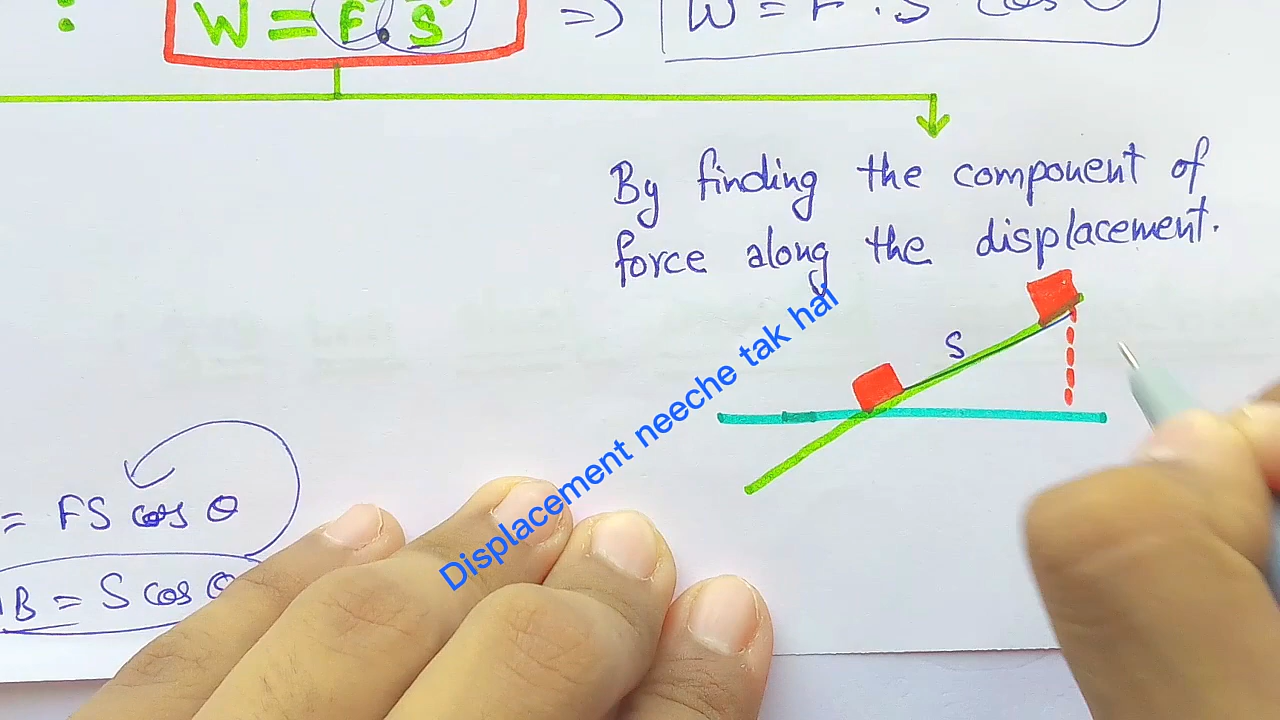 : W = F . S => W = F . S cos θ
By finding the component of
force along the displacement.
S
Displacement neeche tak hai
= FS cos θ
B = S cos θ